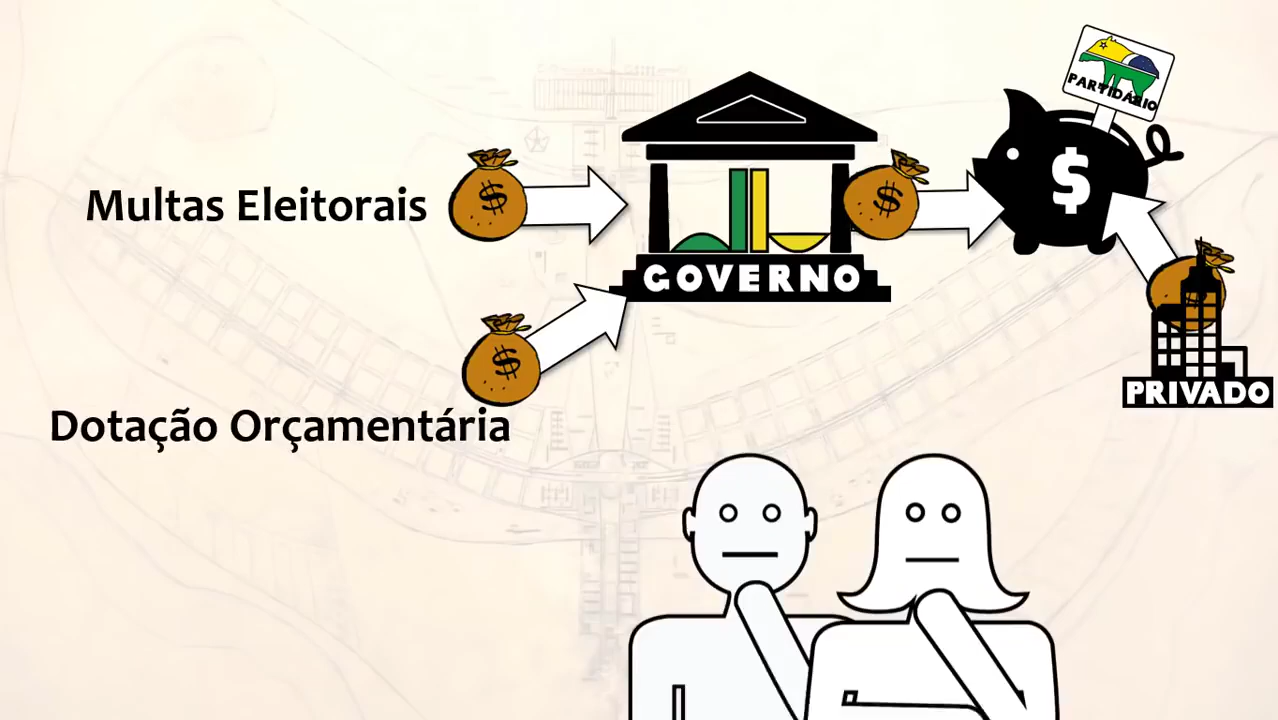 PARTIDÁRIO
$
Multas Eleitorais
$
$
GOVERNO
$
$
PRIVADO
Dotação Orçamentária